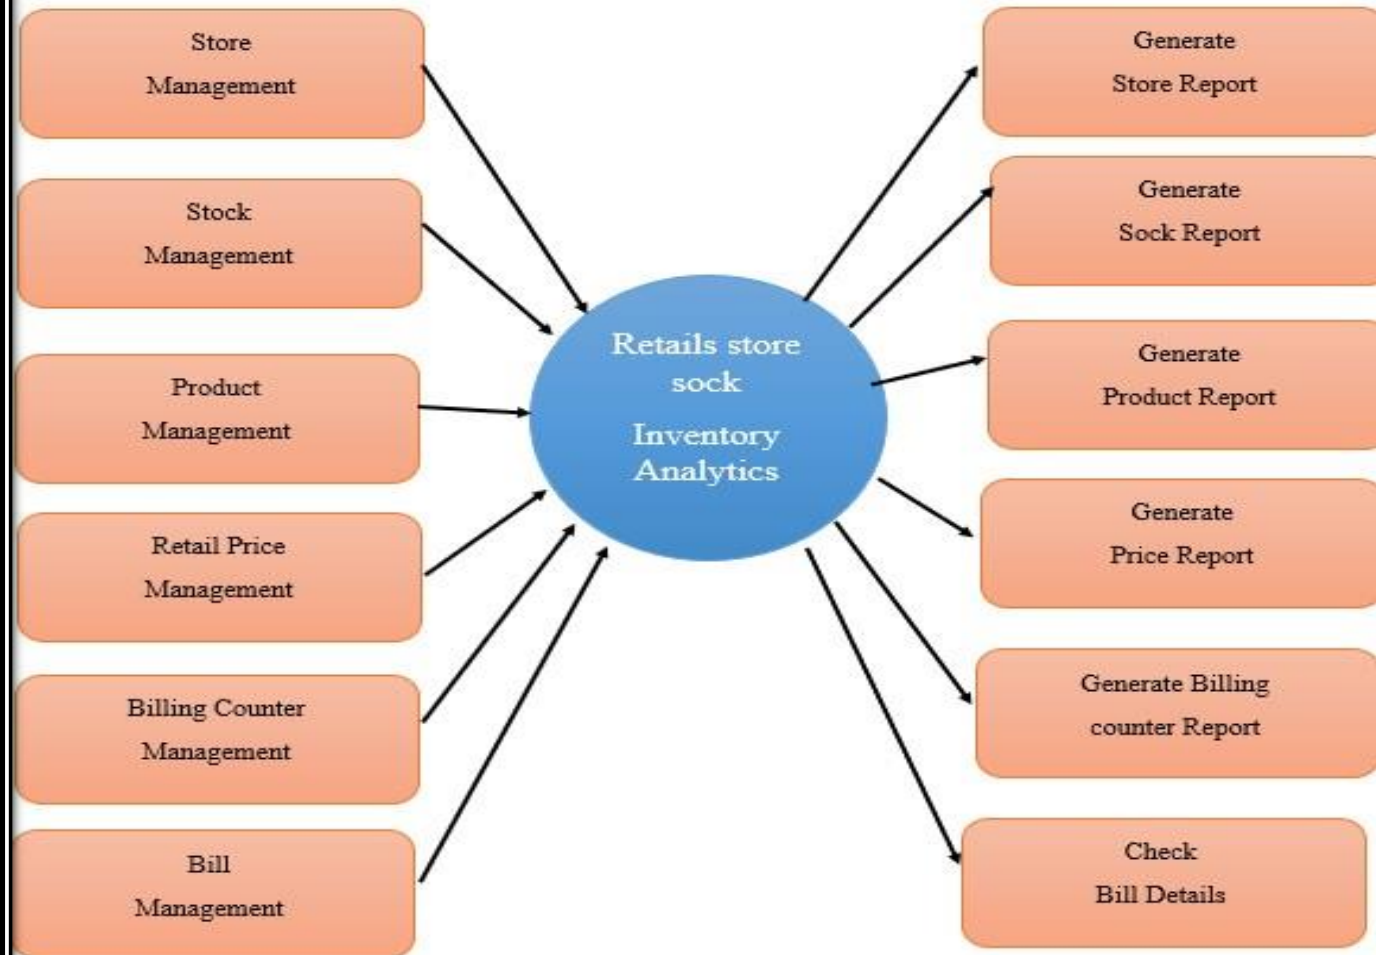 Store
Management
Stock
Management
Product
Management
Retail Price
Management
Billing Counter
Management
Bill
Management
Retails store
sock
Inventory
Analytics
Generate
Store Report
Generate
Sock Report
Generate
Product Report
Generate
Price Report
Generate Billing
counter Report
Check
Bill Details